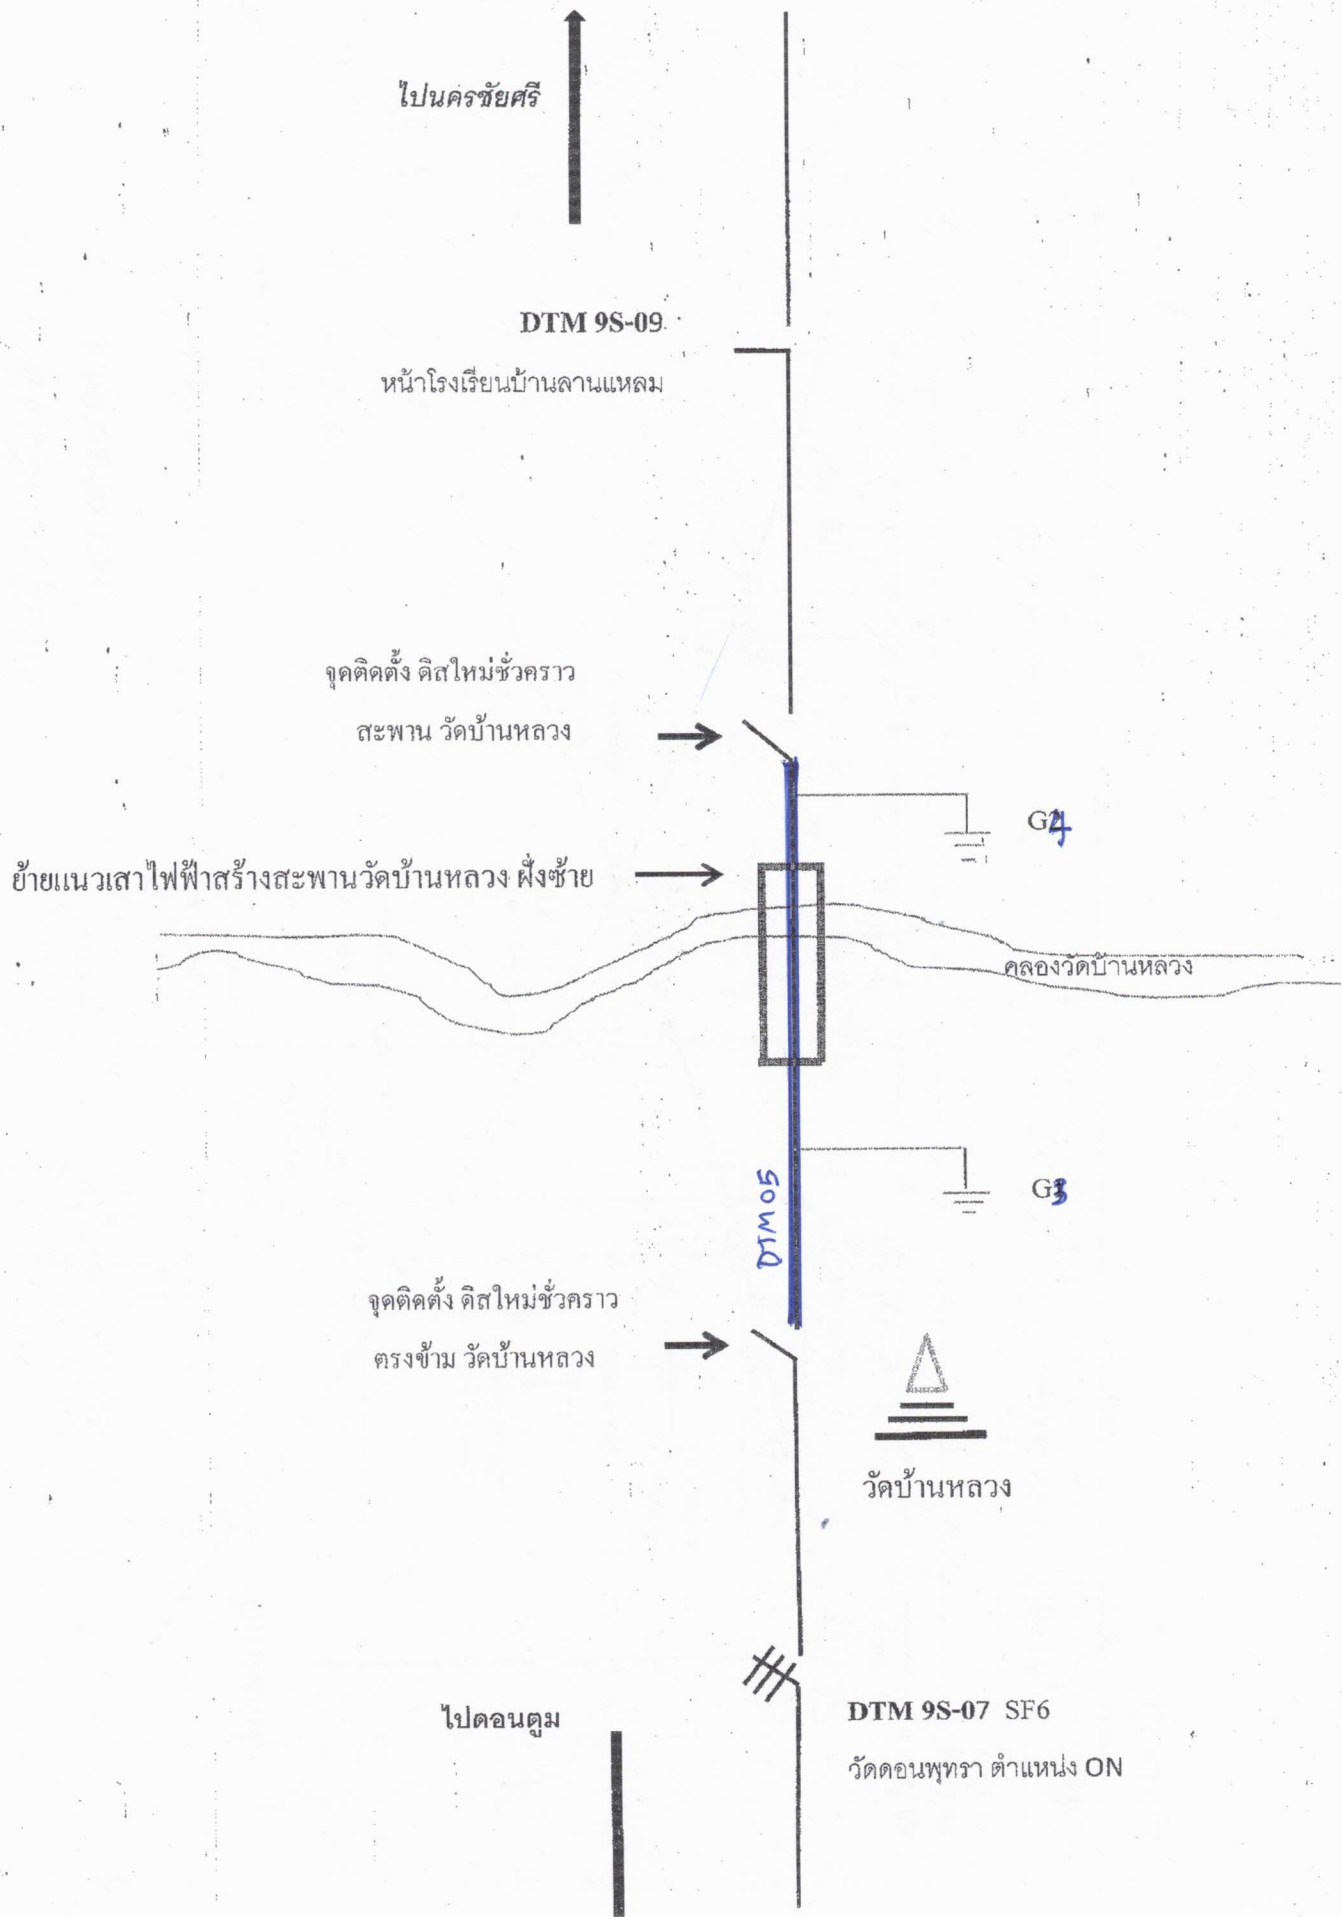 ไปนครชัยศรี
DTM 9S-09
หน้าโรงเรียนบ้านลานแหลม
จุดติดตั้ง ดิสใหม่ชั่วคราว
สะพาน วัดบ้านหลวง
G4
ย้ายแนวเสาไฟฟ้าสร้างสะพานวัดบ้านหลวง ฝั่งซ้าย
คลองวัดบ้านหลวง
DTM 05
G3
จุดติดตั้ง ดิสใหม่ชั่วคราว
ตรงข้าม วัดบ้านหลวง
วัดบ้านหลวง
ไปดอนตูม
DTM 9S-07 SF6
วัดดอนพุทรา ตำแหน่ง ON